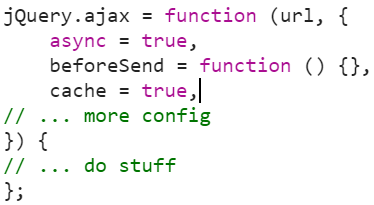 jQuery.ajax = function (url, {
    async = true,
    beforeSend = function () {},
    cache = true,
// ... more config
}) {
// ... do stuff
};